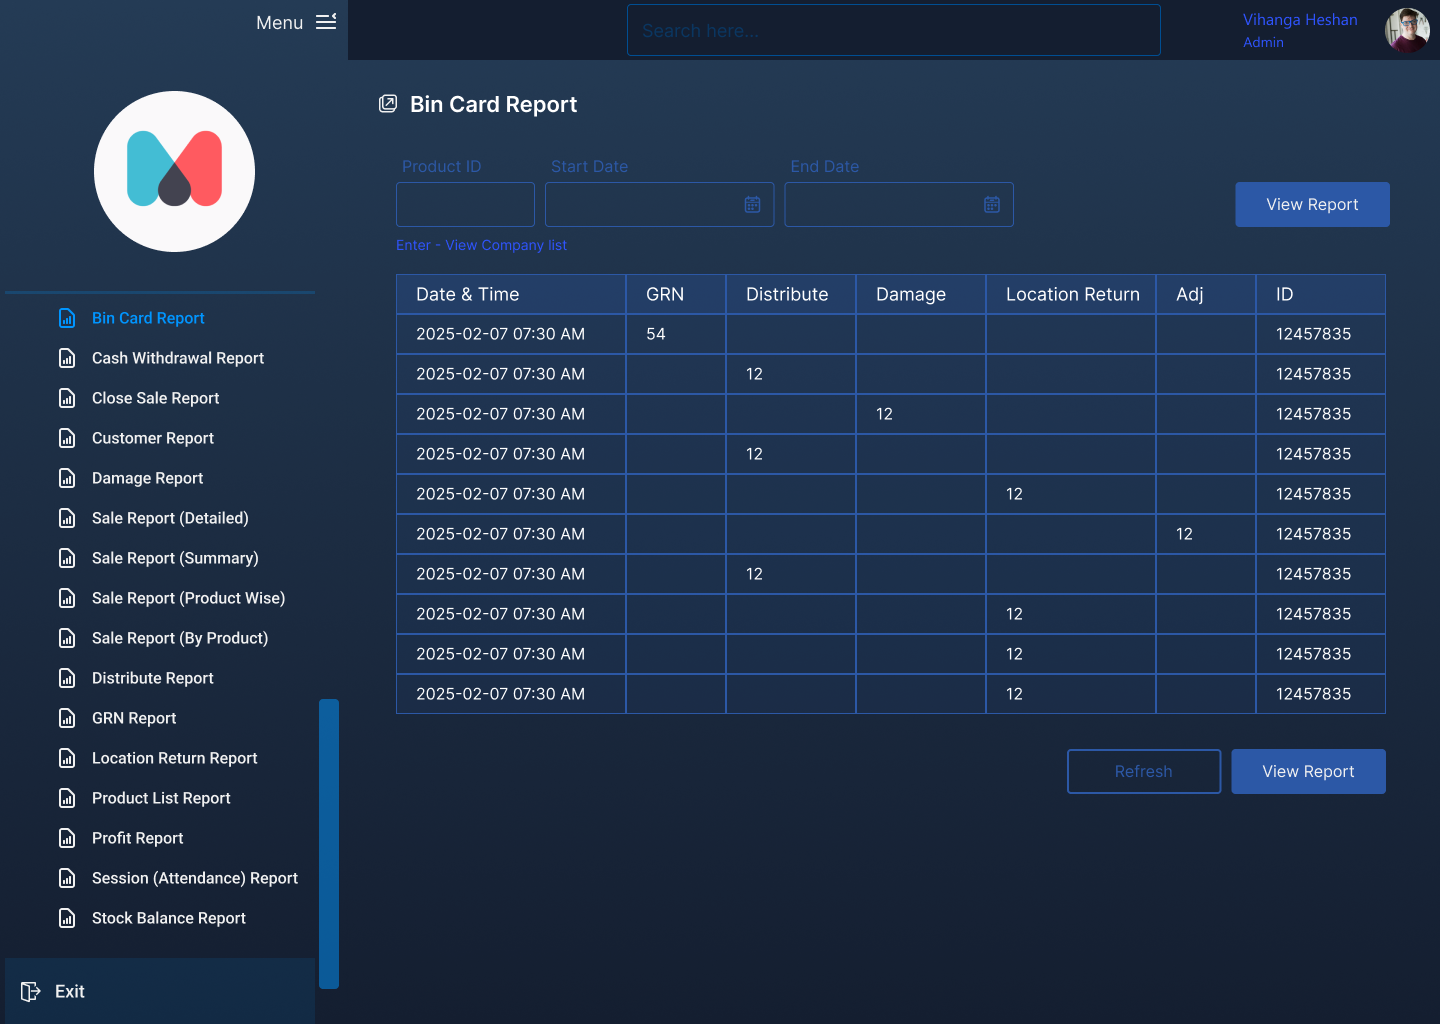 Menu
Search here...
Vihanga Heshan
Admin
Bin Card Report
Product ID Start Date End Date
View Report
Enter - View Company list
Date & Time GRN Distribute Damage Location Return Adj ID
2025-02-07 07:30 AM 54 12457835
2025-02-07 07:30 AM 12 12457835
2025-02-07 07:30 AM 12 12457835
2025-02-07 07:30 AM 12 12457835
2025-02-07 07:30 AM 12 12457835
2025-02-07 07:30 AM 12 12457835
2025-02-07 07:30 AM 12 12457835
2025-02-07 07:30 AM 12 12457835
2025-02-07 07:30 AM 12 12457835
2025-02-07 07:30 AM 12 12457835
Refresh View Report
Bin Card Report
Cash Withdrawal Report
Close Sale Report
Customer Report
Damage Report
Sale Report (Detailed)
Sale Report (Summary)
Sale Report (Product Wise)
Sale Report (By Product)
Distribute Report
GRN Report
Location Return Report
Product List Report
Profit Report
Session (Attendance) Report
Stock Balance Report
Exit